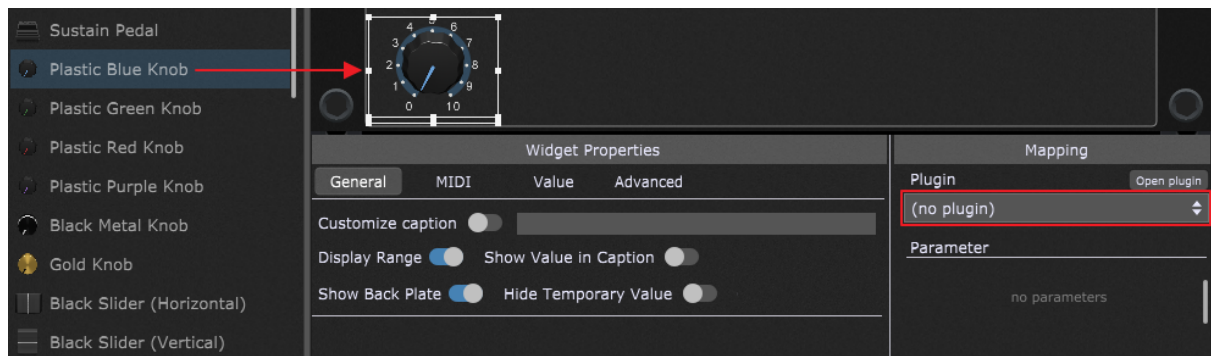 Sustain Pedal
Plastic Blue Knob
Plastic Green Knob
Plastic Red Knob
Plastic Purple Knob
Black Metal Knob
Gold Knob
Black Slider (Horizontal)
Black Slider (Vertical)
0 1 2 3 4 5 6 7 8 9 10
Widget Properties
General MIDI Value Advanced
Customize caption
Display Range Show Value in Caption
Show Back Plate Hide Temporary Value
Mapping
Plugin Open plugin
(no plugin)
Parameter
no parameters